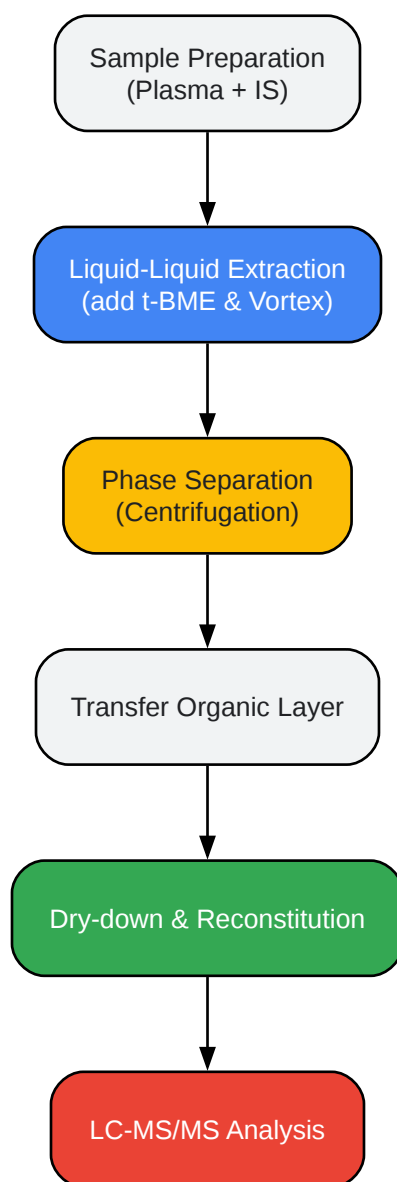 Sample Preparation
(Plasma + IS)
Liquid-Liquid Extraction
(add t-BME & Vortex)
Phase Separation
(Centrifugation)
Transfer Organic Layer
Dry-down & Reconstitution
LC-MS/MS Analysis